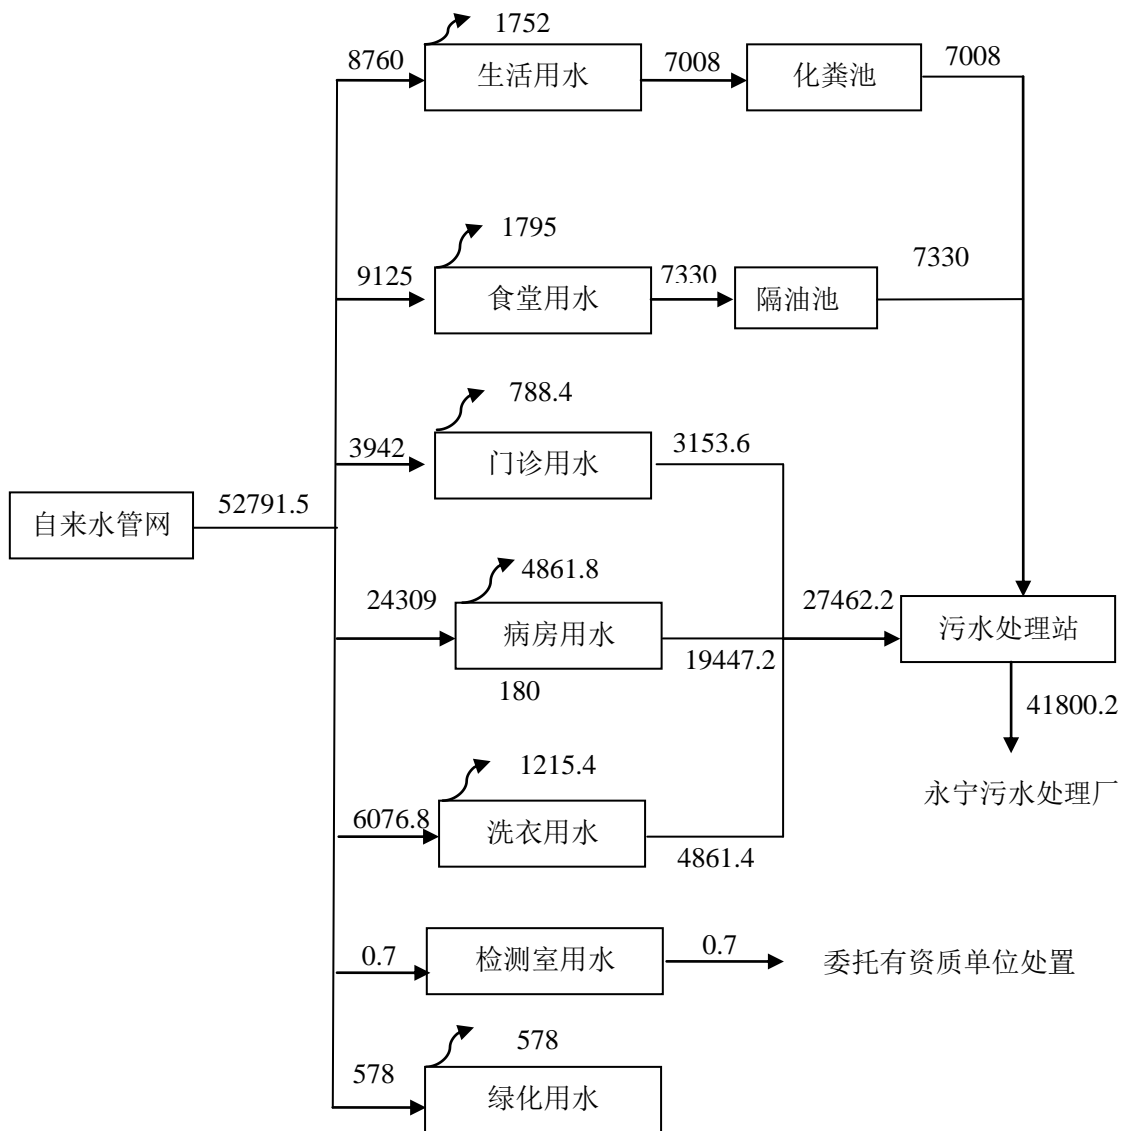 1752
8760
生活用水
7008
化粪池
7008
1795
9125
食堂用水
7330
隔油池
7330
788.4
3942
门诊用水
3153.6
自来水管网
52791.5
4861.8
24309
病房用水
19447.2
180
27462.2
污水处理站
41800.2
永宁污水处理厂
1215.4
6076.8
洗衣用水
4861.4
0.7
检测室用水
0.7
委托有资质单位处置
578
578
绿化用水